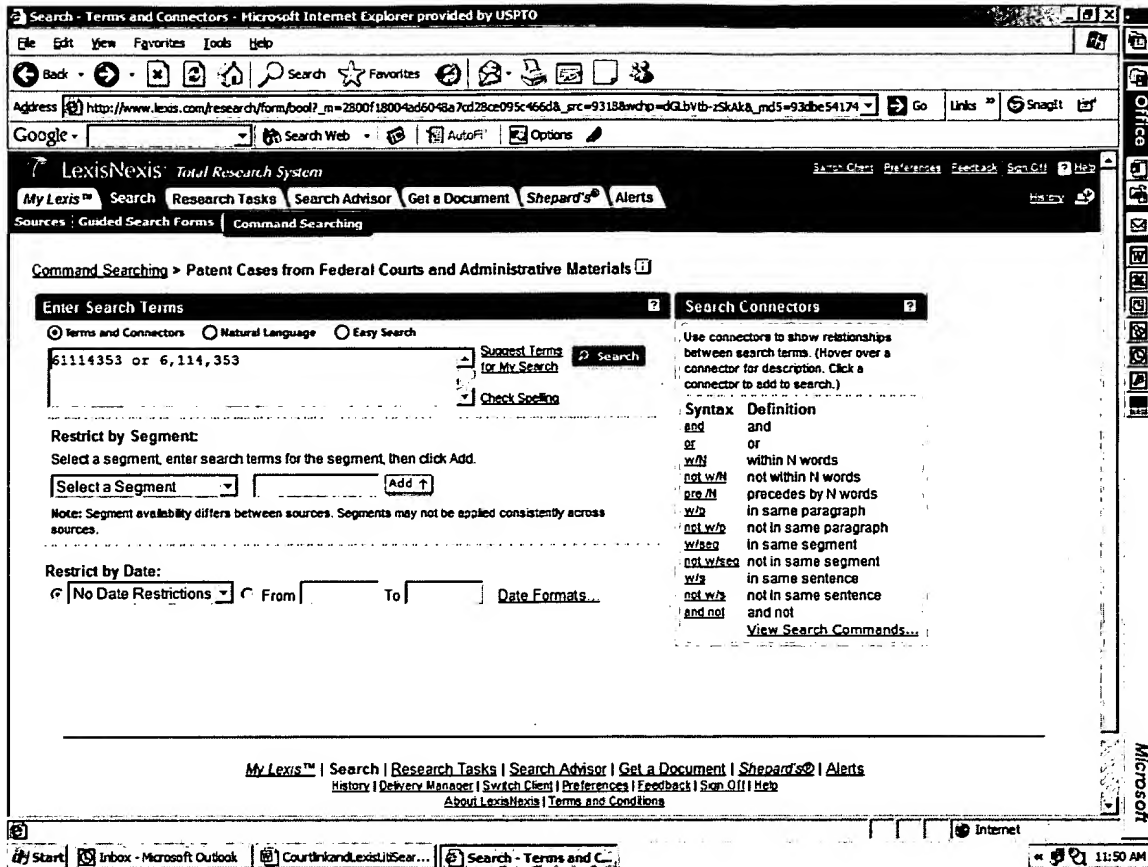 Search - Terms and Connectors - Microsoft Internet Explorer provided by USPTO
File Edit View Favorites Tools Help
Back Search Favorites
Address http://www.lexis.com/research/form/bool?_m=2800f18004ad6048a7cd28ce095c466d&_src=9318&wchp=dGLbVtb-zSkAk&_md5=93dbe54174 Go Links » SnagIt
Google Search Web AutoFill Options
Office
LexisNexis Total Research System
Switch Client Preferences Feedback Sign Off ? Help
My Lexis™ Search Research Tasks Search Advisor Get a Document Shepard's® Alerts
History
Sources Guided Search Forms Command Searching
Command Searching > Patent Cases from Federal Courts and Administrative Materials i
Enter Search Terms ?
Terms and Connectors Natural Language Easy Search
61114353 or 6,114,353
Suggest Terms
for My Search
Search
Check Spelling
Restrict by Segment:
Select a segment, enter search terms for the segment, then click Add.
Select a Segment Add ↑
Note: Segment availability differs between sources. Segments may not be applied consistently across
sources.
Restrict by Date:
No Date Restrictions From To Date Formats...
Search Connectors ?
Use connectors to show relationships
between search terms. (Hover over a
connector for description. Click a
connector to add to search.)
Syntax Definition
and and
or or
w/N within N words
not w/N not within N words
pre /N precedes by N words
w/p in same paragraph
not w/p not in same paragraph
w/seg in same segment
not w/seg not in same segment
w/s in same sentence
not w/s not in same sentence
and not and not
View Search Commands...
My Lexis™ | Search | Research Tasks | Search Advisor | Get a Document | Shepard's® | Alerts
History | Delivery Manager | Switch Client | Preferences | Feedback | Sign Off | Help
About LexisNexis | Terms and Conditions
Microsoft
Internet
Start Inbox - Microsoft Outlook CourtlinkandLexisLitiSear... Search - Terms and C... « 11:50 AM